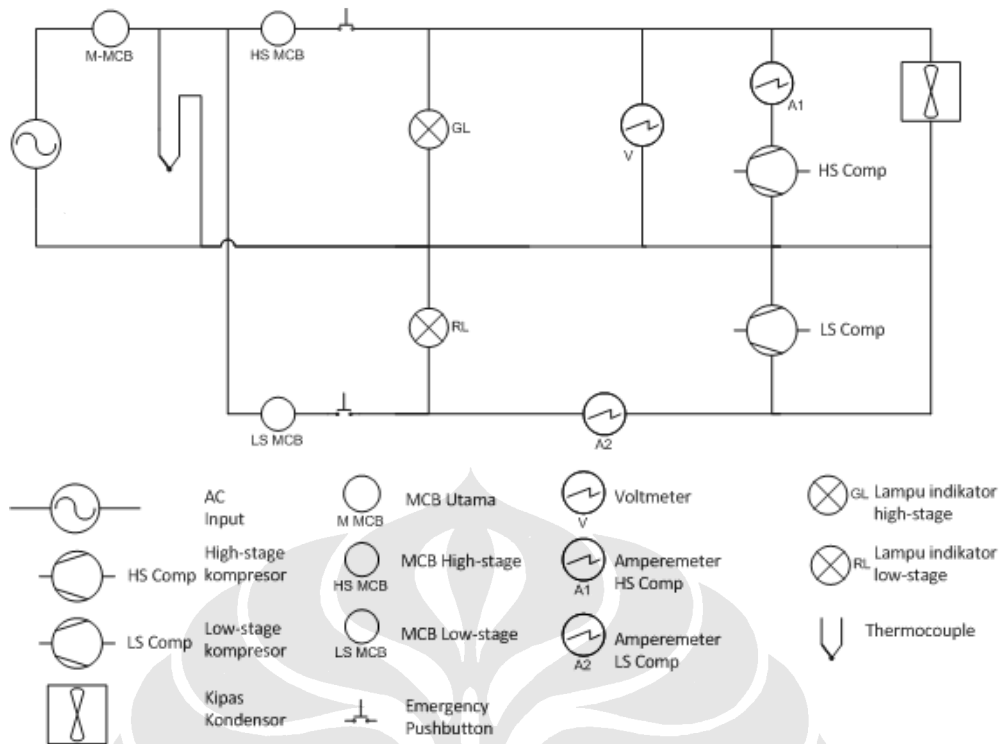 M-MCB
HS MCB
GL
V
A1
HS Comp
RL
LS Comp
LS MCB
A2
AC
Input
HS Comp
High-stage
kompresor
LS Comp
Low-stage
kompresor
Kipas
Kondensor
M MCB
MCB Utama
HS MCB
MCB High-stage
LS MCB
MCB Low-stage
Emergency
Pushbutton
V
Voltmeter
A1
Amperemeter
HS Comp
A2
Amperemeter
LS Comp
GL
Lampu indikator
high-stage
RL
Lampu indikator
low-stage
Thermocouple